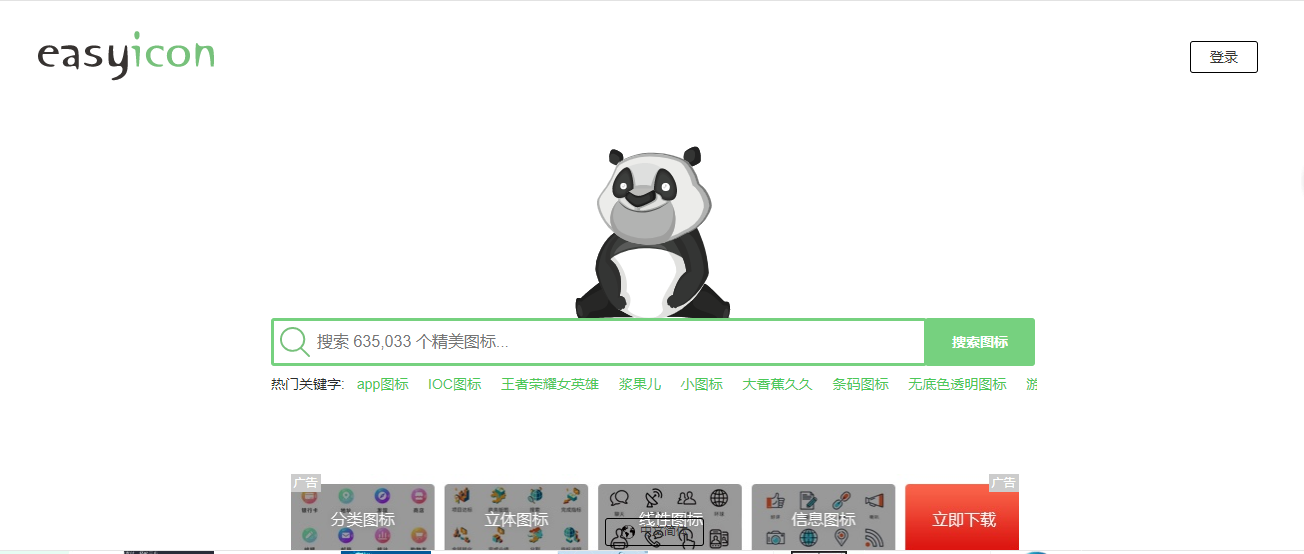 easyicon
登录
搜索 635,033 个精美图标...
搜索图标
热门关键字: app图标 IOC图标 王者荣耀女英雄 浆果儿 小图标 大香蕉久久 条码图标 无底色透明图标 游
广告
广告
分类图标
立体图标
线性图标
信息图标
立即下载